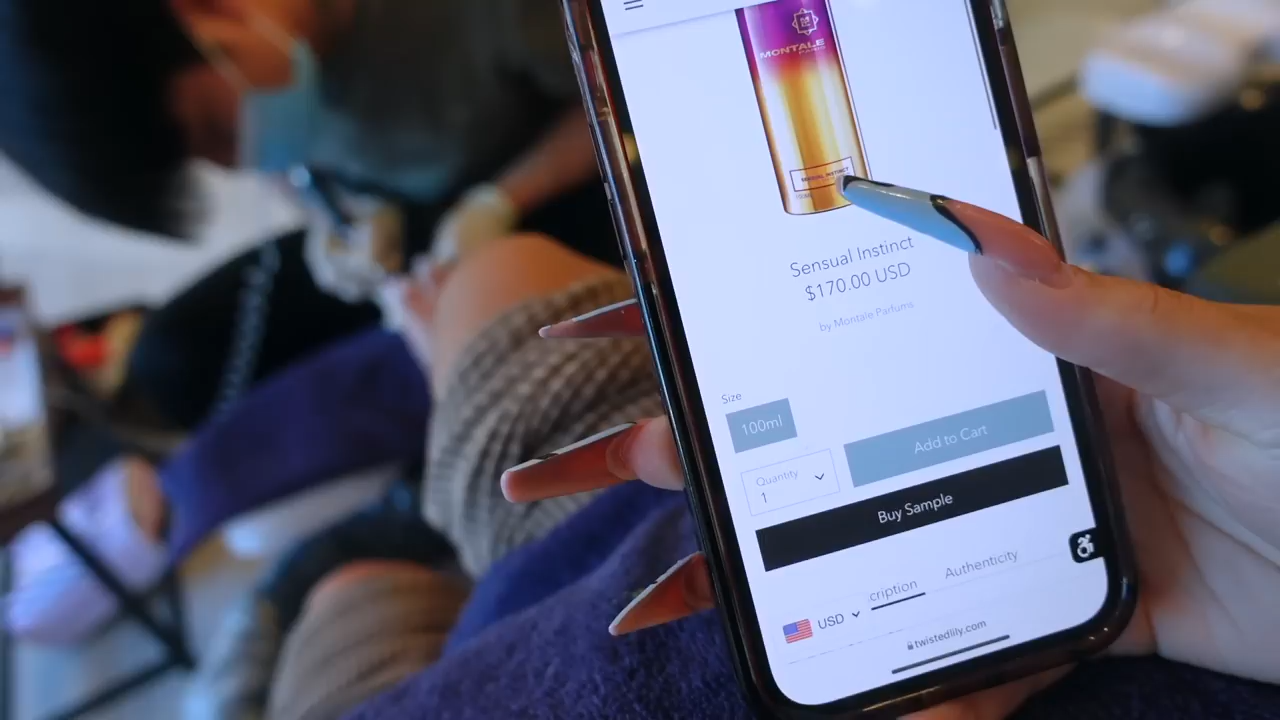 MONTALE
SENSUAL INSTINCT
Sensual Instinct
$170.00 USD
by Montale Parfums
Size
100ml
Add to Cart
Quantity
1
Buy Sample
cription
Authenticity
USD
twistedlily.com